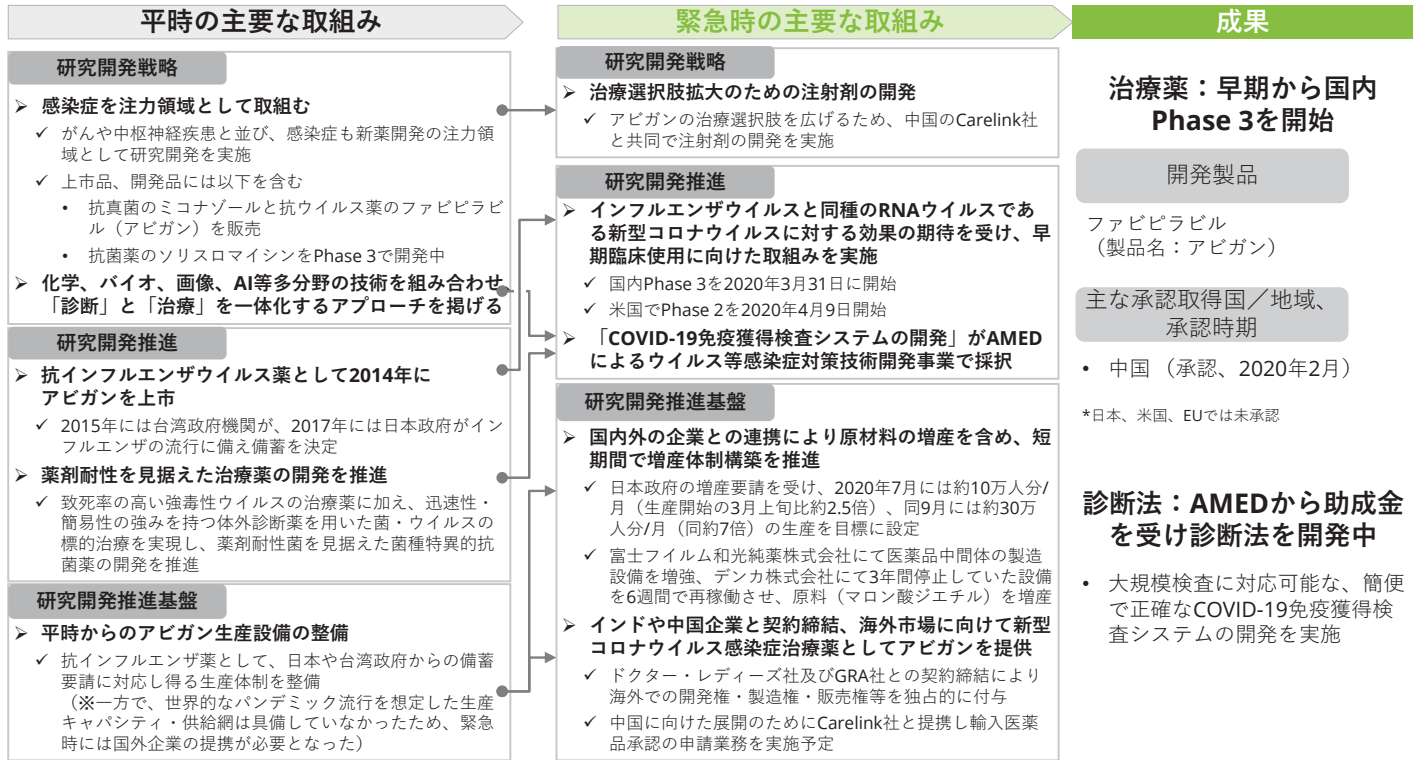 平時の主要な取組み
研究開発戦略
➢ 感染症を注力領域として取組む
✓ がんや中枢神経疾患と並び、感染症も新薬開発の注力領
域として研究開発を実施
✓ 上市品、開発品には以下を含む
• 抗真菌のミコナゾールと抗ウイルス薬のファビピラビ
ル（アビガン）を販売
• 抗菌薬のソリスロマイシンをPhase 3で開発中
➢ 化学、バイオ、画像、AI等多分野の技術を組み合わせ
「診断」と「治療」を一体化するアプローチを掲げる
研究開発推進
➢ 抗インフルエンザウイルス薬として2014年に
アビガンを上市
✓ 2015年には台湾政府機関が、2017年には日本政府がイン
フルエンザの流行に備え備蓄を決定
➢ 薬剤耐性を見据えた治療薬の開発を推進
✓ 致死率の高い強毒性ウイルスの治療薬に加え、迅速性・
簡易性の強みを持つ体外診断薬を用いた菌・ウイルスの
標的治療を実現し、薬剤耐性菌を見据えた菌種特異的抗
菌薬の開発を推進
研究開発推進基盤
➢ 平時からのアビガン生産設備の整備
✓ 抗インフルエンザ薬として、日本や台湾政府からの備蓄
要請に対応し得る生産体制を整備
（※一方で、世界的なパンデミック流行を想定した生産
キャパシティ・供給網は具備していなかったため、緊急
時には国外企業の提携が必要となった）
緊急時の主要な取組み
研究開発戦略
➢ 治療選択肢拡大のための注射剤の開発
✓ アビガンの治療選択肢を広げるため、中国のCarelink社
と共同で注射剤の開発を実施
研究開発推進
➢ インフルエンザウイルスと同種のRNAウイルスであ
る新型コロナウイルスに対する効果の期待を受け、早
期臨床使用に向けた取組みを実施
✓ 国内Phase 3を2020年3月31日に開始
✓ 米国でPhase 2を2020年4月9日開始
➢ 「COVID-19免疫獲得検査システムの開発」がAMED
によるウイルス等感染症対策技術開発事業で採択
研究開発推進基盤
➢ 国内外の企業との連携により原材料の増産を含め、短
期間で増産体制構築を推進
✓ 日本政府の増産要請を受け、2020年7月には約10万人分/
月（生産開始の3月上旬比約2.5倍）、同9月には約30万
人分/月（同約7倍）の生産を目標に設定
✓ 富士フイルム和光純薬株式会社にて医薬品中間体の製造
設備を増強、デンカ株式会社にて3年間停止していた設備
を6週間で再稼働させ、原料（マロン酸ジエチル）を増産
➢ インドや中国企業と契約締結、海外市場に向けて新型
コロナウイルス感染症治療薬としてアビガンを提供
✓ ドクター・レディーズ社及びGRA社との契約締結により
海外での開発権・製造権・販売権等を独占的に付与
✓ 中国に向けた展開のためにCarelink社と提携し輸入医薬
品承認の申請業務を実施予定
成果
治療薬：早期から国内
Phase 3を開始
開発製品
ファビピラビル
（製品名：アビガン）
主な承認取得国／地域、
承認時期
• 中国 （承認、2020年2月）
*日本、米国、EUでは未承認
診断法：AMEDから助成金
を受け診断法を開発中
• 大規模検査に対応可能な、簡便
で正確なCOVID-19免疫獲得検
査システムの開発を実施